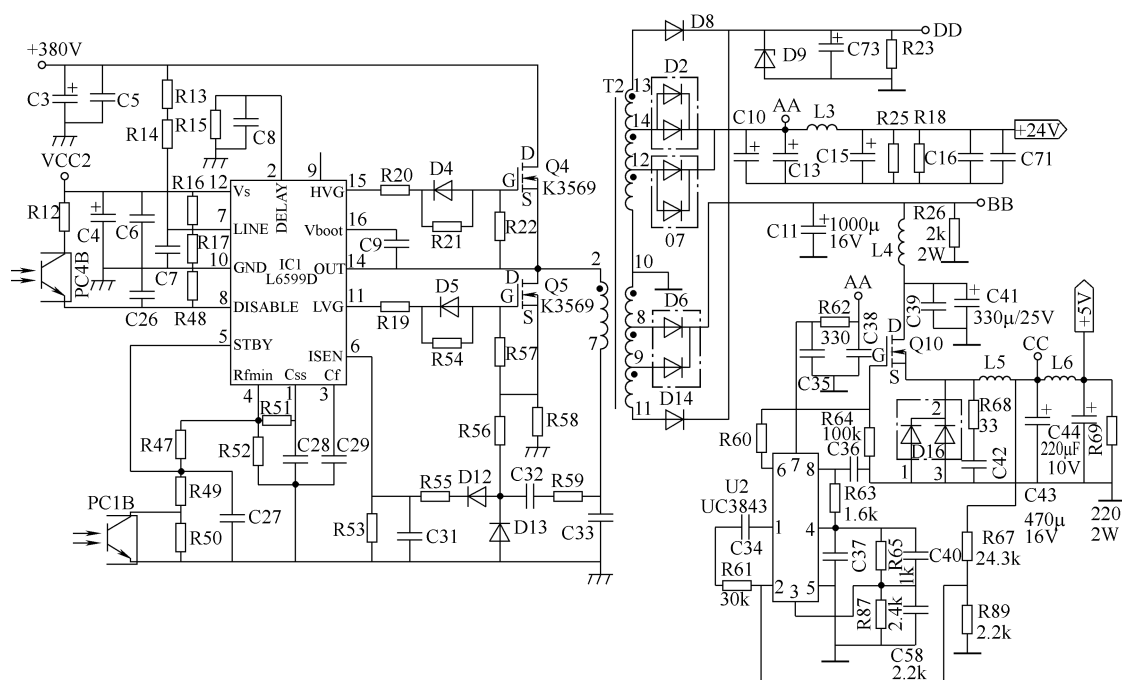 +380V
C3
+
C5
R13
R14
R15
C8
VCC2
R12
C4
+
C6
R16
R17
C7
C26
R48
PC4B
12
Vs
7
LINE
10
GND
8
DISABLE
5
STBY
Rfmin
Css
Cf
4
1
3
2
DELAY
9
IC1
L6599D
HVG
15
Vboot
16
OUT
14
LVG
11
ISEN
6
R20
D4
R21
C9
R22
R19
D5
R54
R57
D
G
S
Q4
K3569
D
G
S
Q5
K3569
2
7
R47
R51
R52
C28
C29
R49
R50
C27
PC1B
R56
R58
R55
D12
C32
R59
R53
C31
D13
C33
T2
13
14
12
10
8
9
11
D8
D2
07
D6
D14
D9
+
C73
R23
DD
C10
+
AA
L3
+
C13
C15
+
R25
R18
C16
C71
+24V
BB
C11
+
1000μ
16V
L4
R26
2k
2W
C39
+
C41
330μ/25V
+5V
AA
R62
330
C38
C35
D
G
S
Q10
L5
CC
L6
R60
R64
100k
C36
2
D16
1
3
R68
33
C42
+
C44
220μF
10V
+
R69
C43
470μ
16V
220
2W
6
7
8
U2
UC3843
1
4
2
3
5
C34
R61
30k
R63
1.6k
C37
R65
1k
C40
R87
2.4k
C58
2.2k
R67
24.3k
R89
2.2k